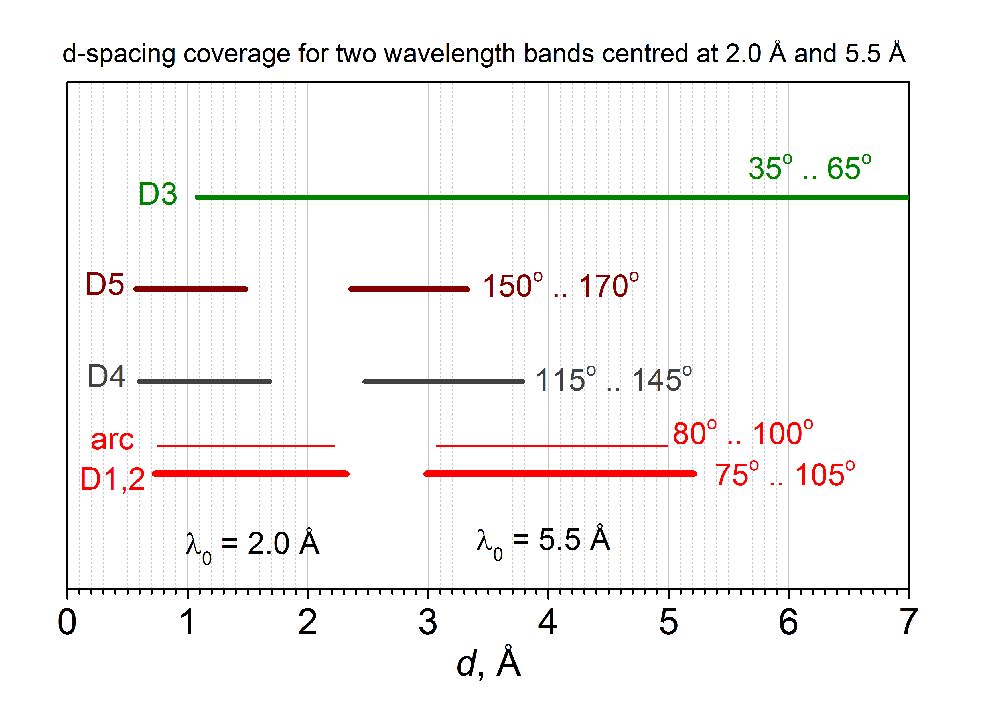 d-spacing coverage for two wavelength bands centred at 2.0 Å and 5.5 Å
35° .. 65°
D3
D5
150° .. 170°
D4
115° .. 145°
arc
80° .. 100°
D1,2
75° .. 105°
λ₀ = 2.0 Å
λ₀ = 5.5 Å
0 1 2 3 4 5 6 7
d, Å